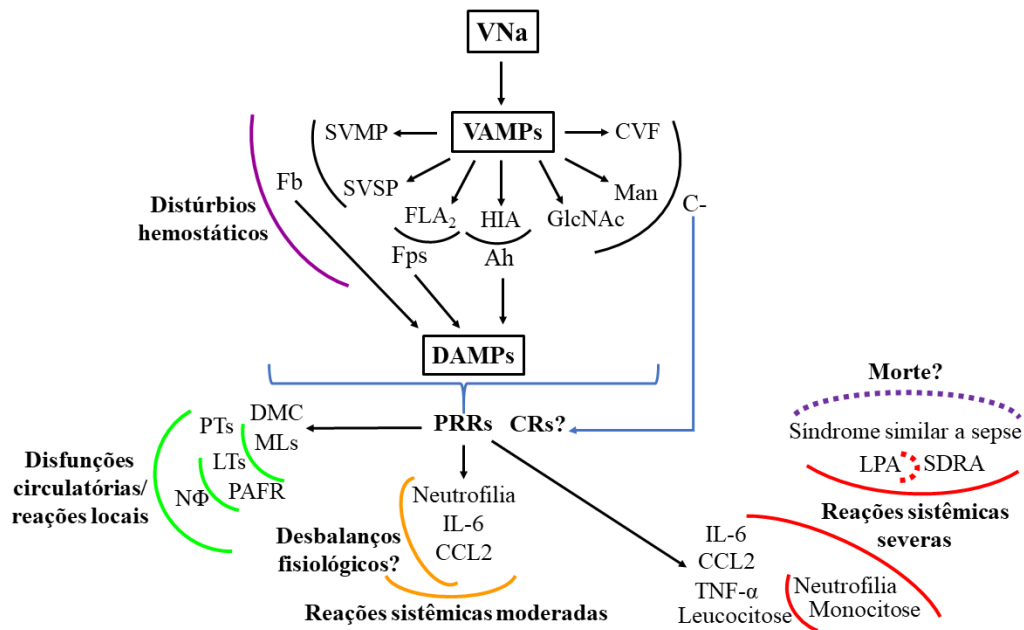 VNa
SVMP
VAMPs
CVF
Fb
SVSP
Man
C-
FLA₂
HIA
GlcNAc
Distúrbios
hemostáticos
Fps
Ah
DAMPs
PRRs
CRs?
PTs
DMC
MLs
LTs
PAFR
NΦ
Disfunções
circulatórias/
reações locais
Neutrofilia
IL-6
CCL2
Desbalanços
fisiológicos?
Reações sistêmicas moderadas
Morte?
Síndrome similar a sepse
LPA
SDRA
Reações sistêmicas
severas
IL-6
CCL2
TNF-α
Leucocitose
Neutrofilia
Monocitose